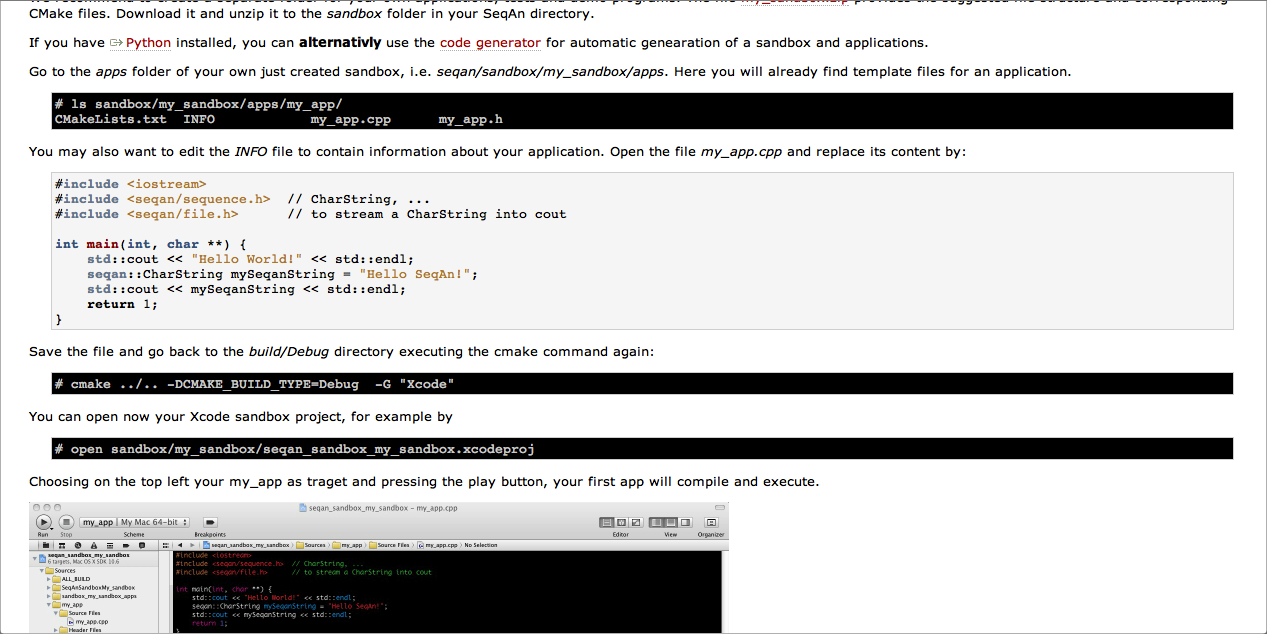 CMake files. Download it and unzip it to the sandbox folder in your SeqAn directory.
If you have Python installed, you can alternativly use the code generator for automatic genearation of a sandbox and applications.
Go to the apps folder of your own just created sandbox, i.e. seqan/sandbox/my_sandbox/apps. Here you will already find template files for an application.
# ls sandbox/my_sandbox/apps/my_app/
CMakeLists.txt  INFO            my_app.cpp      my_app.h
You may also want to edit the INFO file to contain information about your application. Open the file my_app.cpp and replace its content by:
#include <iostream>
#include <seqan/sequence.h>  // CharString, ...
#include <seqan/file.h>      // to stream a CharString into cout
int main(int, char **) {
    std::cout << "Hello World!" << std::endl;
    seqan::CharString mySeqanString = "Hello SeqAn!";
    std::cout << mySeqanString << std::endl;
    return 1;
}
Save the file and go back to the build/Debug directory executing the cmake command again:
# cmake ../.. -DCMAKE_BUILD_TYPE=Debug  -G "Xcode"
You can open now your Xcode sandbox project, for example by
# open sandbox/my_sandbox/seqan_sandbox_my_sandbox.xcodeproj
Choosing on the top left your my_app as traget and pressing the play button, your first app will compile and execute.
seqan_sandbox_my_sandbox - my_app.cpp
my_app | My Mac 64-bit
Run Stop Scheme Breakpoints Editor View Organizer
seqan_sandbox_my_sandbox Sources my_app Source Files my_app.cpp No Selection
seqan_sandbox_my_sandbox
6 targets, Mac OS X SDK 10.6
Sources
ALL_BUILD
SeqAnSandboxMy_sandbox
sandbox_my_sandbox_apps
my_app
Source Files
my_app.cpp
Header Files
#include <iostream>
#include <seqan/sequence.h>  // CharString, ...
#include <seqan/file.h>      // to stream a CharString into cout
int main(int, char **) {
    std::cout << "Hello World!" << std::endl;
    seqan::CharString mySeqanString = "Hello SeqAn!";
    std::cout << mySeqanString << std::endl;
    return 1;
}